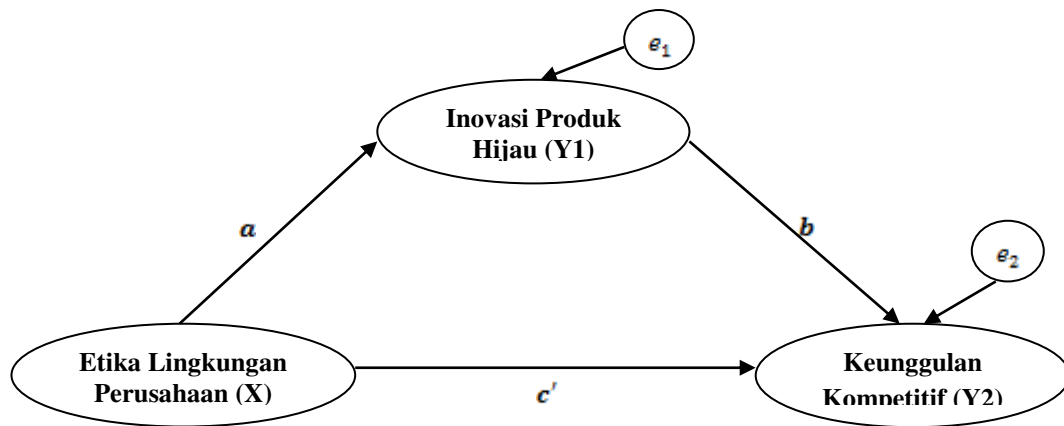 e₁
Inovasi Produk
Hijau (Y1)
a
b
e₂
Etika Lingkungan
Perusahaan (X)
c'
Keunggulan
Kompetitif (Y2)